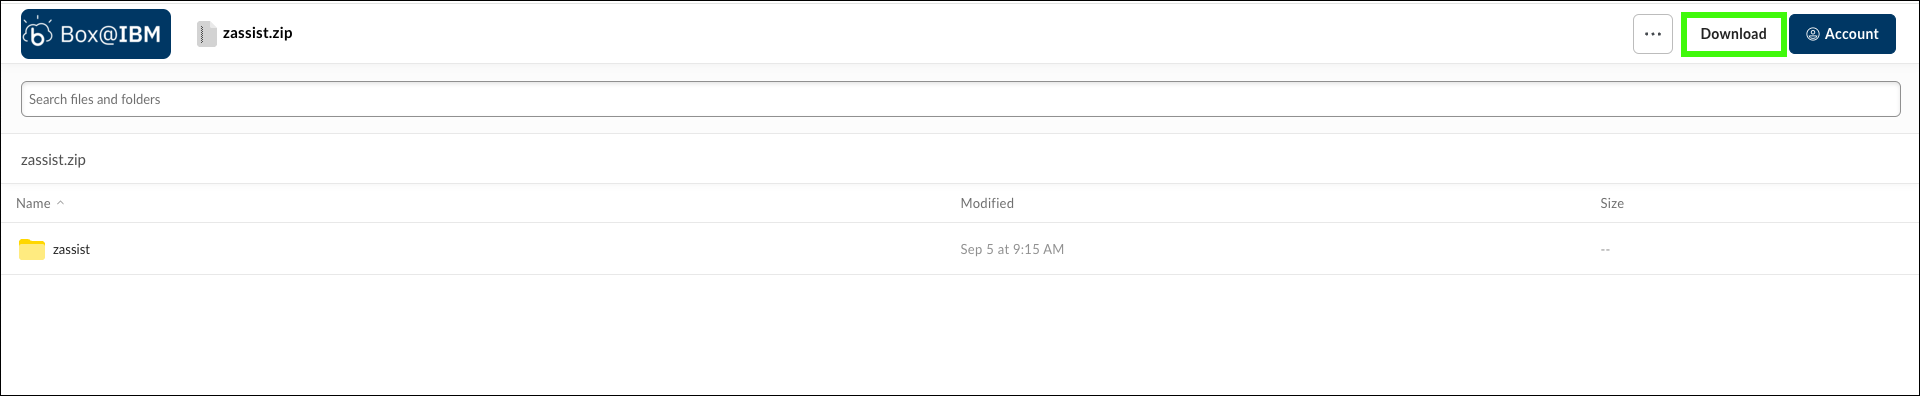 Box@IBM zassist.zip ... Download Account
Search files and folders
zassist.zip
Name Modified Size
zassist Sep 5 at 9:15 AM --